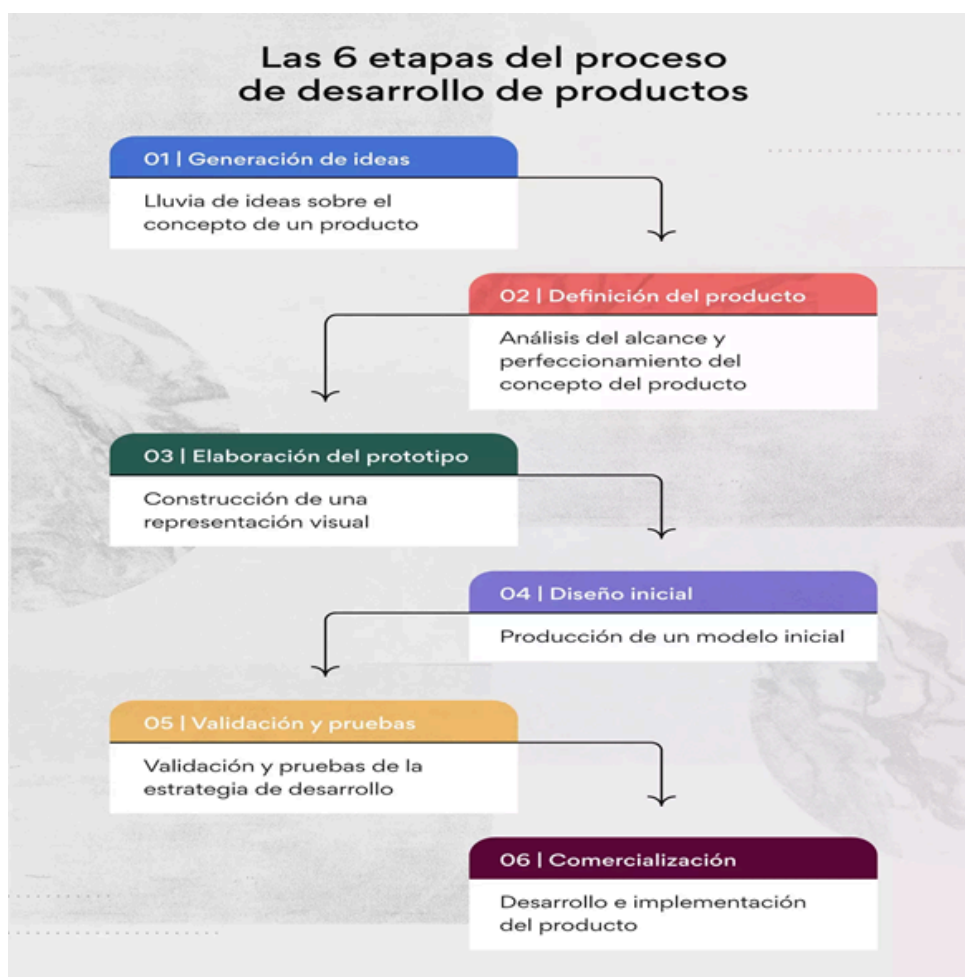 Las 6 etapas del proceso
de desarrollo de productos
01 | Generación de ideas
Lluvia de ideas sobre el
concepto de un producto
02 | Definición del producto
Análisis del alcance y
perfeccionamiento del
concepto del producto
03 | Elaboración del prototipo
Construcción de una
representación visual
04 | Diseño inicial
Producción de un modelo inicial
05 | Validación y pruebas
Validación y pruebas de la
estrategia de desarrollo
06 | Comercialización
Desarrollo e implementación
del producto